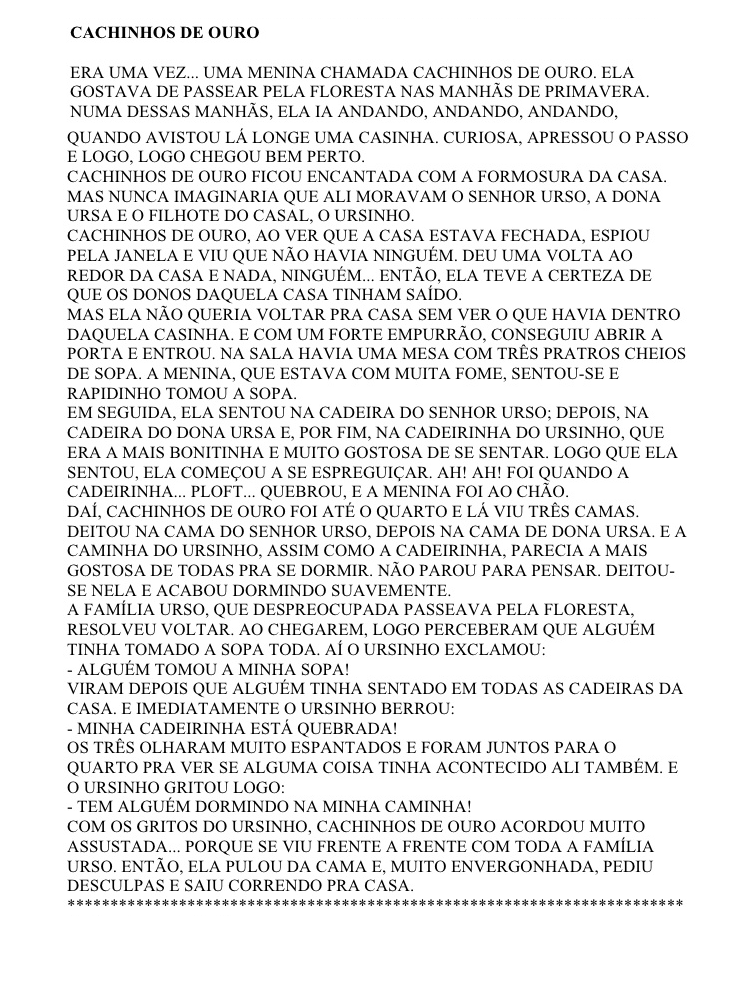 CACHINHOS DE OURO
ERA UMA VEZ... UMA MENINA CHAMADA CACHINHOS DE OURO. ELA
GOSTAVA DE PASSEAR PELA FLORESTA NAS MANHÃS DE PRIMAVERA.
NUMA DESSAS MANHÃS, ELA IA ANDANDO, ANDANDO, ANDANDO,
QUANDO AVISTOU LÁ LONGE UMA CASINHA. CURIOSA, APRESSOU O PASSO
E LOGO, LOGO CHEGOU BEM PERTO.
CACHINHOS DE OURO FICOU ENCANTADA COM A FORMOSURA DA CASA.
MAS NUNCA IMAGINARIA QUE ALI MORAVAM O SENHOR URSO, A DONA
URSA E O FILHOTE DO CASAL, O URSINHO.
CACHINHOS DE OURO, AO VER QUE A CASA ESTAVA FECHADA, ESPIOU
PELA JANELA E VIU QUE NÃO HAVIA NINGUÉM. DEU UMA VOLTA AO
REDOR DA CASA E NADA, NINGUÉM... ENTÃO, ELA TEVE A CERTEZA DE
QUE OS DONOS DAQUELA CASA TINHAM SAÍDO.
MAS ELA NÃO QUERIA VOLTAR PRA CASA SEM VER O QUE HAVIA DENTRO
DAQUELA CASINHA. E COM UM FORTE EMPURRÃO, CONSEGUIU ABRIR A
PORTA E ENTROU. NA SALA HAVIA UMA MESA COM TRÊS PRATROS CHEIOS
DE SOPA. A MENINA, QUE ESTAVA COM MUITA FOME, SENTOU-SE E
RAPIDINHO TOMOU A SOPA.
EM SEGUIDA, ELA SENTOU NA CADEIRA DO SENHOR URSO; DEPOIS, NA
CADEIRA DO DONA URSA E, POR FIM, NA CADEIRINHA DO URSINHO, QUE
ERA A MAIS BONITINHA E MUITO GOSTOSA DE SE SENTAR. LOGO QUE ELA
SENTOU, ELA COMEÇOU A SE ESPREGUIÇAR. AH! AH! FOI QUANDO A
CADEIRINHA... PLOFT... QUEBROU, E A MENINA FOI AO CHÃO.
DAÍ, CACHINHOS DE OURO FOI ATÉ O QUARTO E LÁ VIU TRÊS CAMAS.
DEITOU NA CAMA DO SENHOR URSO, DEPOIS NA CAMA DE DONA URSA. E A
CAMINHA DO URSINHO, ASSIM COMO A CADEIRINHA, PARECIA A MAIS
GOSTOSA DE TODAS PRA SE DORMIR. NÃO PAROU PARA PENSAR. DEITOU-
SE NELA E ACABOU DORMINDO SUAVEMENTE.
A FAMÍLIA URSO, QUE DESPREOCUPADA PASSEAVA PELA FLORESTA,
RESOLVEU VOLTAR. AO CHEGAREM, LOGO PERCEBERAM QUE ALGUÉM
TINHA TOMADO A SOPA TODA. AÍ O URSINHO EXCLAMOU:
- ALGUÉM TOMOU A MINHA SOPA!
VIRAM DEPOIS QUE ALGUÉM TINHA SENTADO EM TODAS AS CADEIRAS DA
CASA. E IMEDIATAMENTE O URSINHO BERROU:
- MINHA CADEIRINHA ESTÁ QUEBRADA!
OS TRÊS OLHARAM MUITO ESPANTADOS E FORAM JUNTOS PARA O
QUARTO PRA VER SE ALGUMA COISA TINHA ACONTECIDO ALI TAMBÉM. E
O URSINHO GRITOU LOGO:
- TEM ALGUÉM DORMINDO NA MINHA CAMINHA!
COM OS GRITOS DO URSINHO, CACHINHOS DE OURO ACORDOU MUITO
ASSUSTADA... PORQUE SE VIU FRENTE A FRENTE COM TODA A FAMÍLIA
URSO. ENTÃO, ELA PULOU DA CAMA E, MUITO ENVERGONHADA, PEDIU
DESCULPAS E SAIU CORRENDO PRA CASA.
************************************************************************